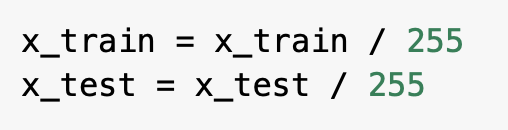 x_train = x_train / 255
x_test = x_test / 255